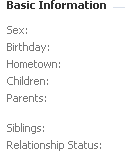 Basic Information
Sex:
Birthday:
Hometown:
Children:
Parents:
Siblings:
Relationship Status: